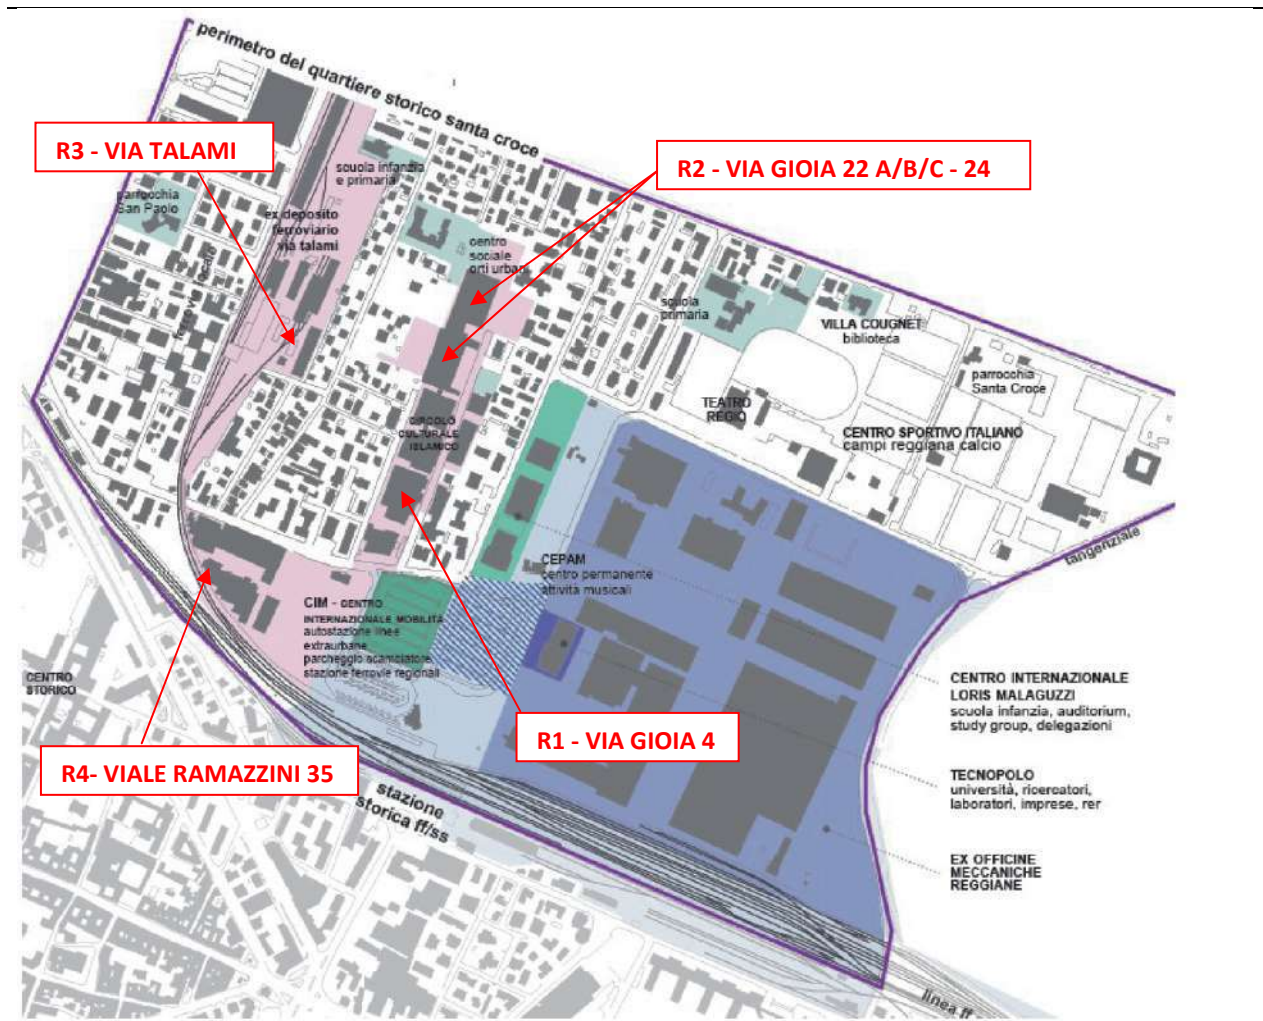 perimetro del quartiere storico santa croce
R3 - VIA TALAMI
R2 - VIA GIOIA 22 A/B/C - 24
scuola infanzia
e primaria
parrocchia
San Paolo
ex deposito
ferroviario
via talami
centro
sociale
orti urbani
scuola
primaria
VILLA COUGNET
biblioteca
parrocchia
Santa Croce
TEATRO
REGIO
CENTRO SPORTIVO ITALIANO
campi reggiana calcio
CIRCOLO
CULTURALE
ISLAMICO
tangenziale
CEPAM
centro permanente
attività musicali
CIM - CENTRO
INTERNAZIONALE MOBILITÀ
autostazione linee
extraurbane
parcheggio scambiatore
stazione ferrovie regionali
CENTRO
STORICO
CENTRO INTERNAZIONALE
LORIS MALAGUZZI
scuola infanzia, auditorium,
study group, delegazioni
R1 - VIA GIOIA 4
R4- VIALE RAMAZZINI 35
TECNOPOLO
università, ricercatori,
laboratori, imprese, rer
stazione
storica ff/ss
EX OFFICINE
MECCANICHE
REGGIANE
linea ff